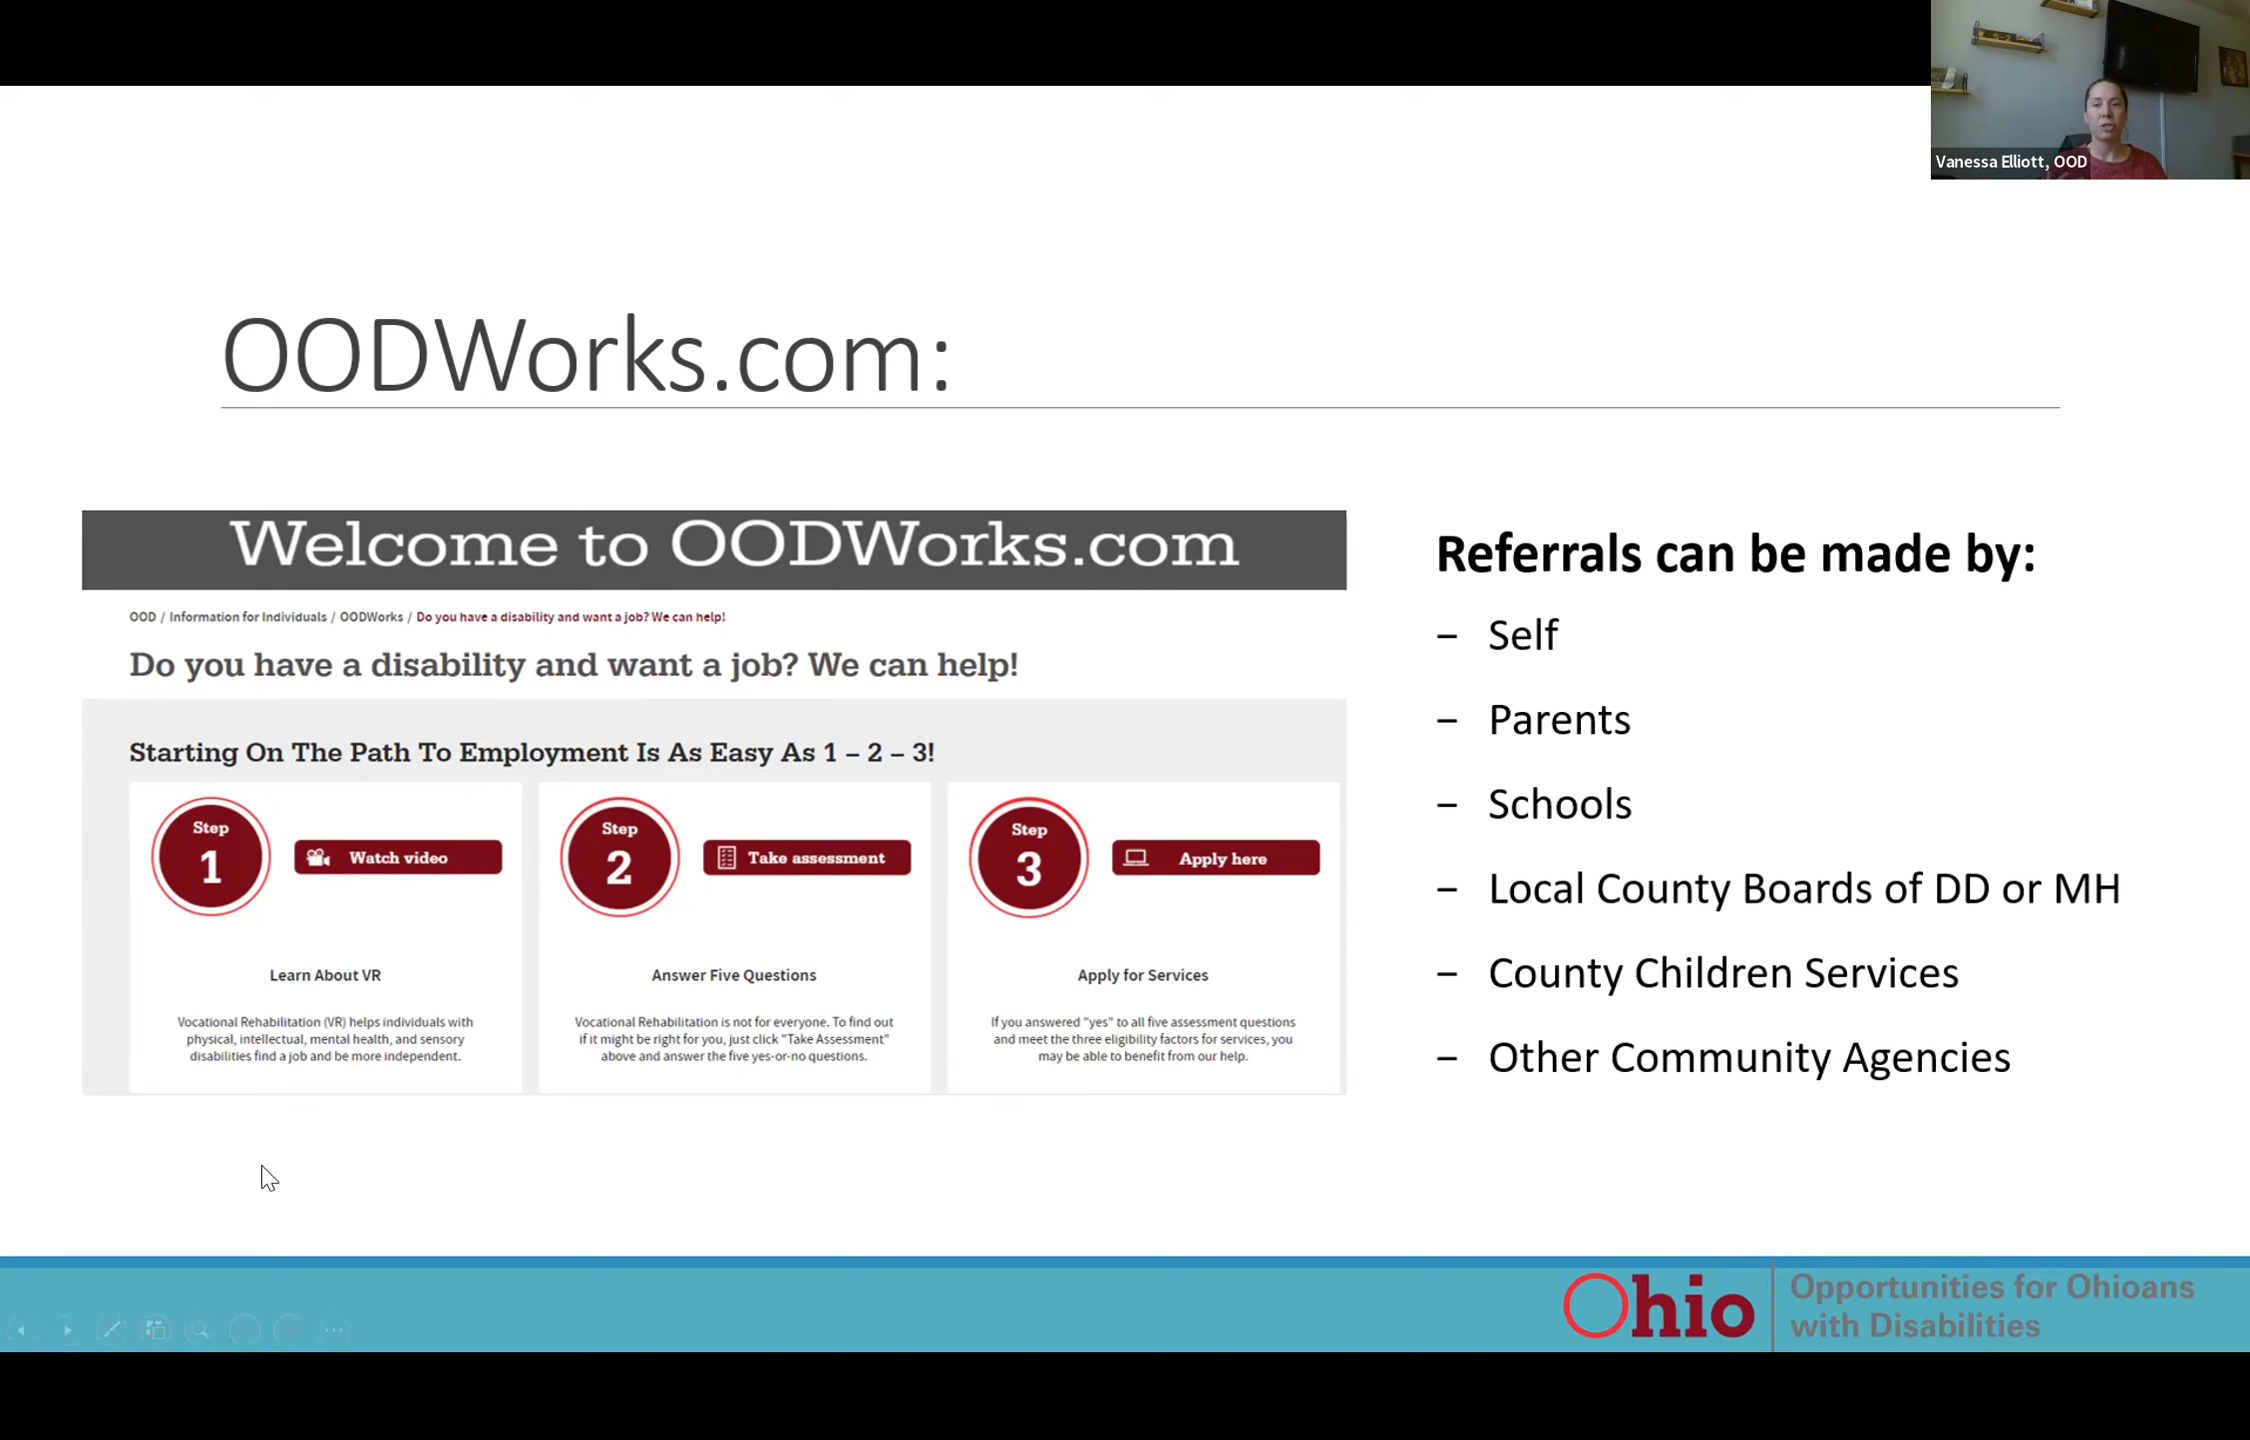 Vanessa Elliott, OOD
OODWorks.com:
Welcome to OODWorks.com
OOD / Information for Individuals / OODWorks / Do you have a disability and want a job? We can help!
Do you have a disability and want a job? We can help!
Starting On The Path To Employment Is As Easy As 1 – 2 – 3!
Step
1
Watch video
Learn About VR
Vocational Rehabilitation (VR) helps individuals with
physical, intellectual, mental health, and sensory
disabilities find a job and be more independent.
Step
2
Take assessment
Answer Five Questions
Vocational Rehabilitation is not for everyone. To find out
if it might be right for you, just click "Take Assessment"
above and answer the five yes-or-no questions.
Step
3
Apply here
Apply for Services
If you answered "yes" to all five assessment questions
and meet the three eligibility factors for services, you
may be able to benefit from our help.
Referrals can be made by:
– Self
– Parents
– Schools
– Local County Boards of DD or MH
– County Children Services
– Other Community Agencies
Ohio
Opportunities for Ohioans
with Disabilities